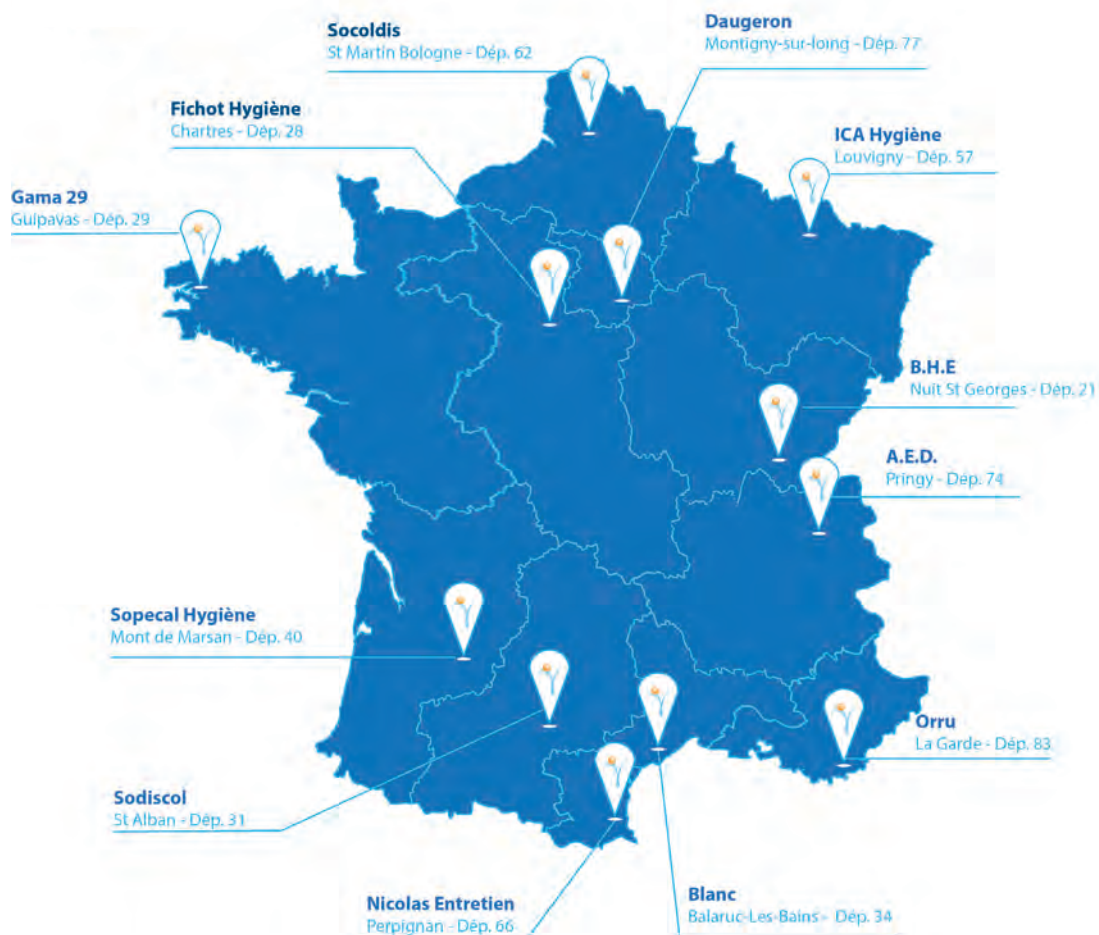 Socoldis
St Martin Bologne - Dép. 62
Daugeron
Montigny-sur-loing - Dép. 77
Fichot Hygiène
Chartres - Dép. 28
ICA Hygiène
Louvigny - Dép. 57
Gama 29
Guipavas - Dép. 29
B.H.E
Nuit St Georges - Dép. 21
A.E.D.
Pringy - Dép. 74
Sopecal Hygiène
Mont de Marsan - Dép. 40
Orru
La Garde - Dép. 83
Sodiscol
St Alban - Dép. 31
Nicolas Entretien
Perpignan - Dép. 66
Blanc
Balaruc-Les-Bains - Dép. 34